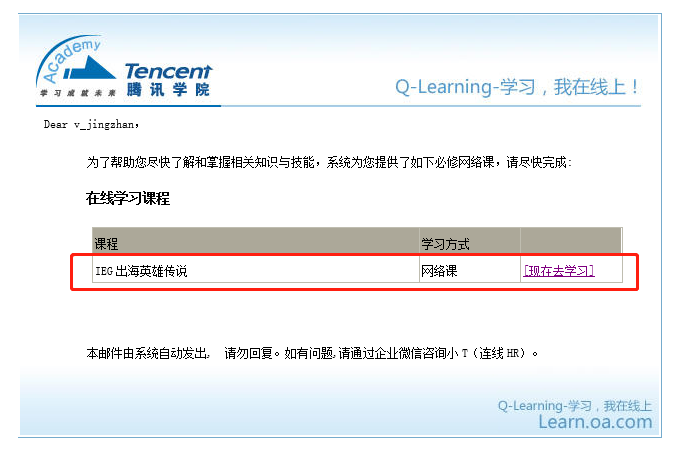 Academy
学习成就未来
Tencent
腾讯学院
Q-Learning-学习，我在线上！
Dear v_jingzhan，
为了帮助您尽快了解和掌握相关知识与技能，系统为您提供了如下必修网络课，请尽快完成：
在线学习课程
课程 学习方式
IEG出海英雄传说 网络课 [现在去学习]
本邮件由系统自动发出， 请勿回复。如有问题,请通过企业微信咨询小T（连线HR）。
Q-Learning-学习，我在线上
Learn.oa.com